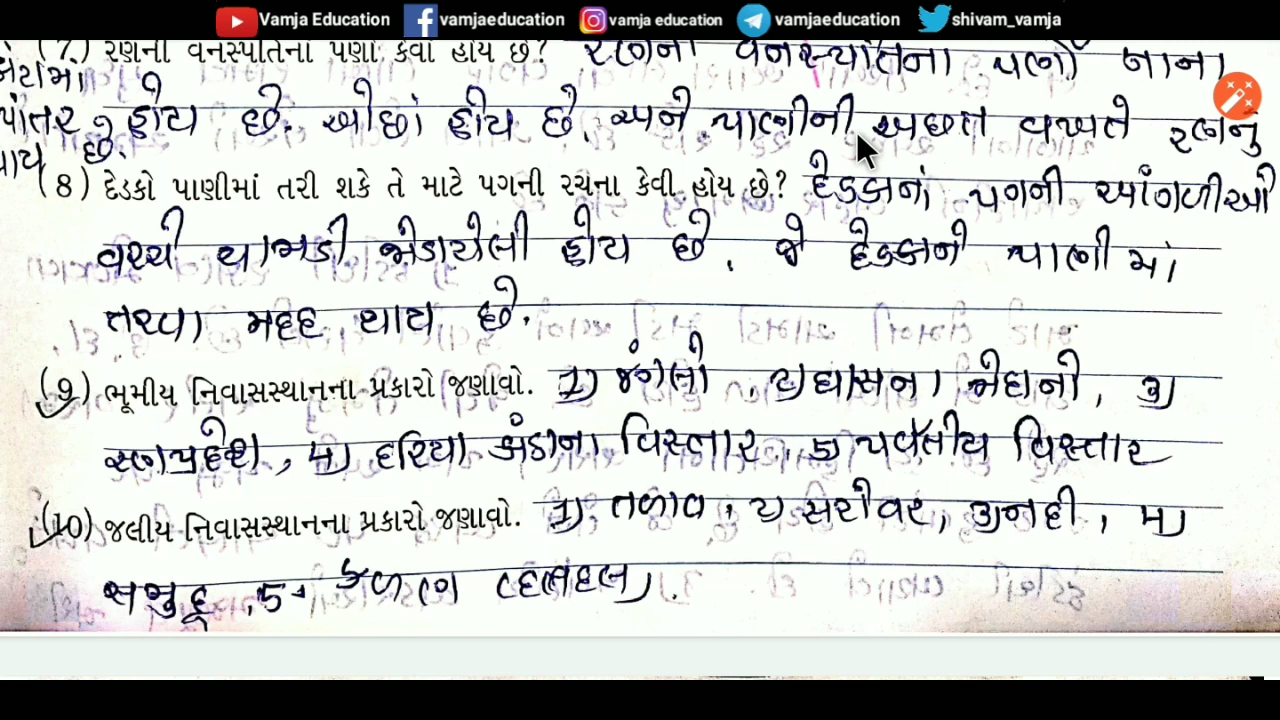 Vamja Education vamjaeducation vamja education vamjaeducation shivam_vamja
(7) રણની વનસ્પતિના પર્ણો કેવાં હોય છે? રણની વનસ્પતિના પર્ણો નાના
હોય છે. ઓછાં હોય છે. અને પાણીની અછત વખતે રણનું
છે.
(8) દેડકો પાણીમાં તરી શકે તે માટે પગની રચના કેવી હોય છે? દેડકાનાં પગની આંગળીઓ
વચ્ચે ચામડી જોડાયેલી હોય છે. જે દેડકાને પાણી માં
તરવા મદદ થાય છે.
(9) ભૂમીય નિવાસસ્થાનના પ્રકારો જણાવો. 1) જંગલો, 2) ઘાસના મેદાનો, 3)
રણપ્રદેશ, 4) દરિયા કાંઠાના વિસ્તાર, 5) પર્વતીય વિસ્તાર
(10) જલીય નિવાસસ્થાનના પ્રકારો જણાવો. 1) તળાવ, 2) સરોવર, 3) નદી, 4)
સમુદ્ર, 5- કળણ (દલદલ).